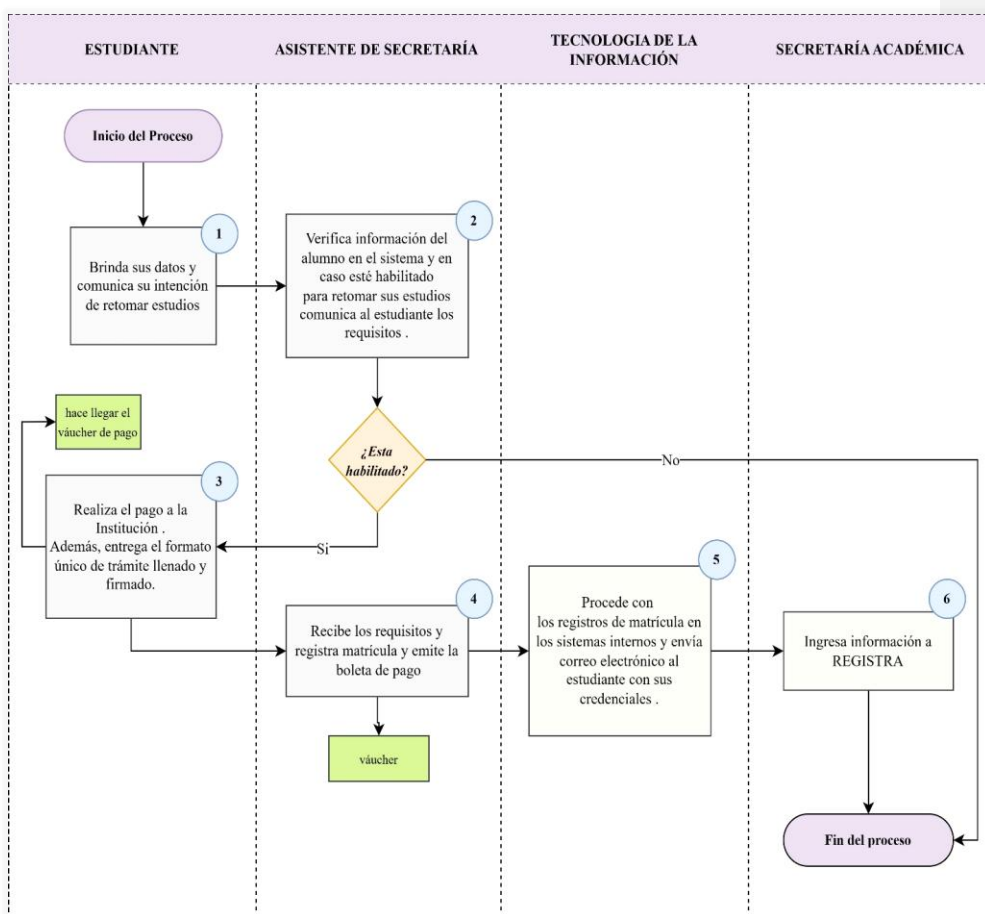 ESTUDIANTE
ASISTENTE DE SECRETARÍA
TECNOLOGIA DE LA
INFORMACIÓN
SECRETARÍA ACADÉMICA
Inicio del Proceso
1
Brinda sus datos y
comunica su intención
de retomar estudios
2
Verifica información del
alumno en el sistema y en
caso esté habilitado
para retomar sus estudios
comunica al estudiante los
requisitos .
¿Esta
habilitado?
No
Si
hace llegar el
váucher de pago
3
Realiza el pago a la
Institución .
Además, entrega el formato
único de trámite llenado y
firmado.
4
Recibe los requisitos y
registra matrícula y emite la
boleta de pago
váucher
5
Procede con
los registros de matrícula en
los sistemas internos y envía
correo electrónico al
estudiante con sus
credenciales .
6
Ingresa información a
REGISTRA
Fin del proceso